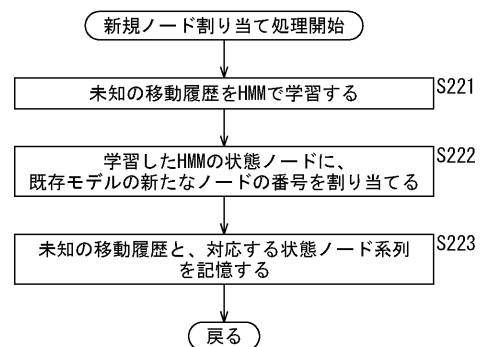 新規ノード割り当て処理開始
未知の移動履歴をHMMで学習する
S221
学習したHMMの状態ノードに、
既存モデルの新たなノードの番号を割り当てる
S222
未知の移動履歴と、対応する状態ノード系列
を記憶する
S223
戻る